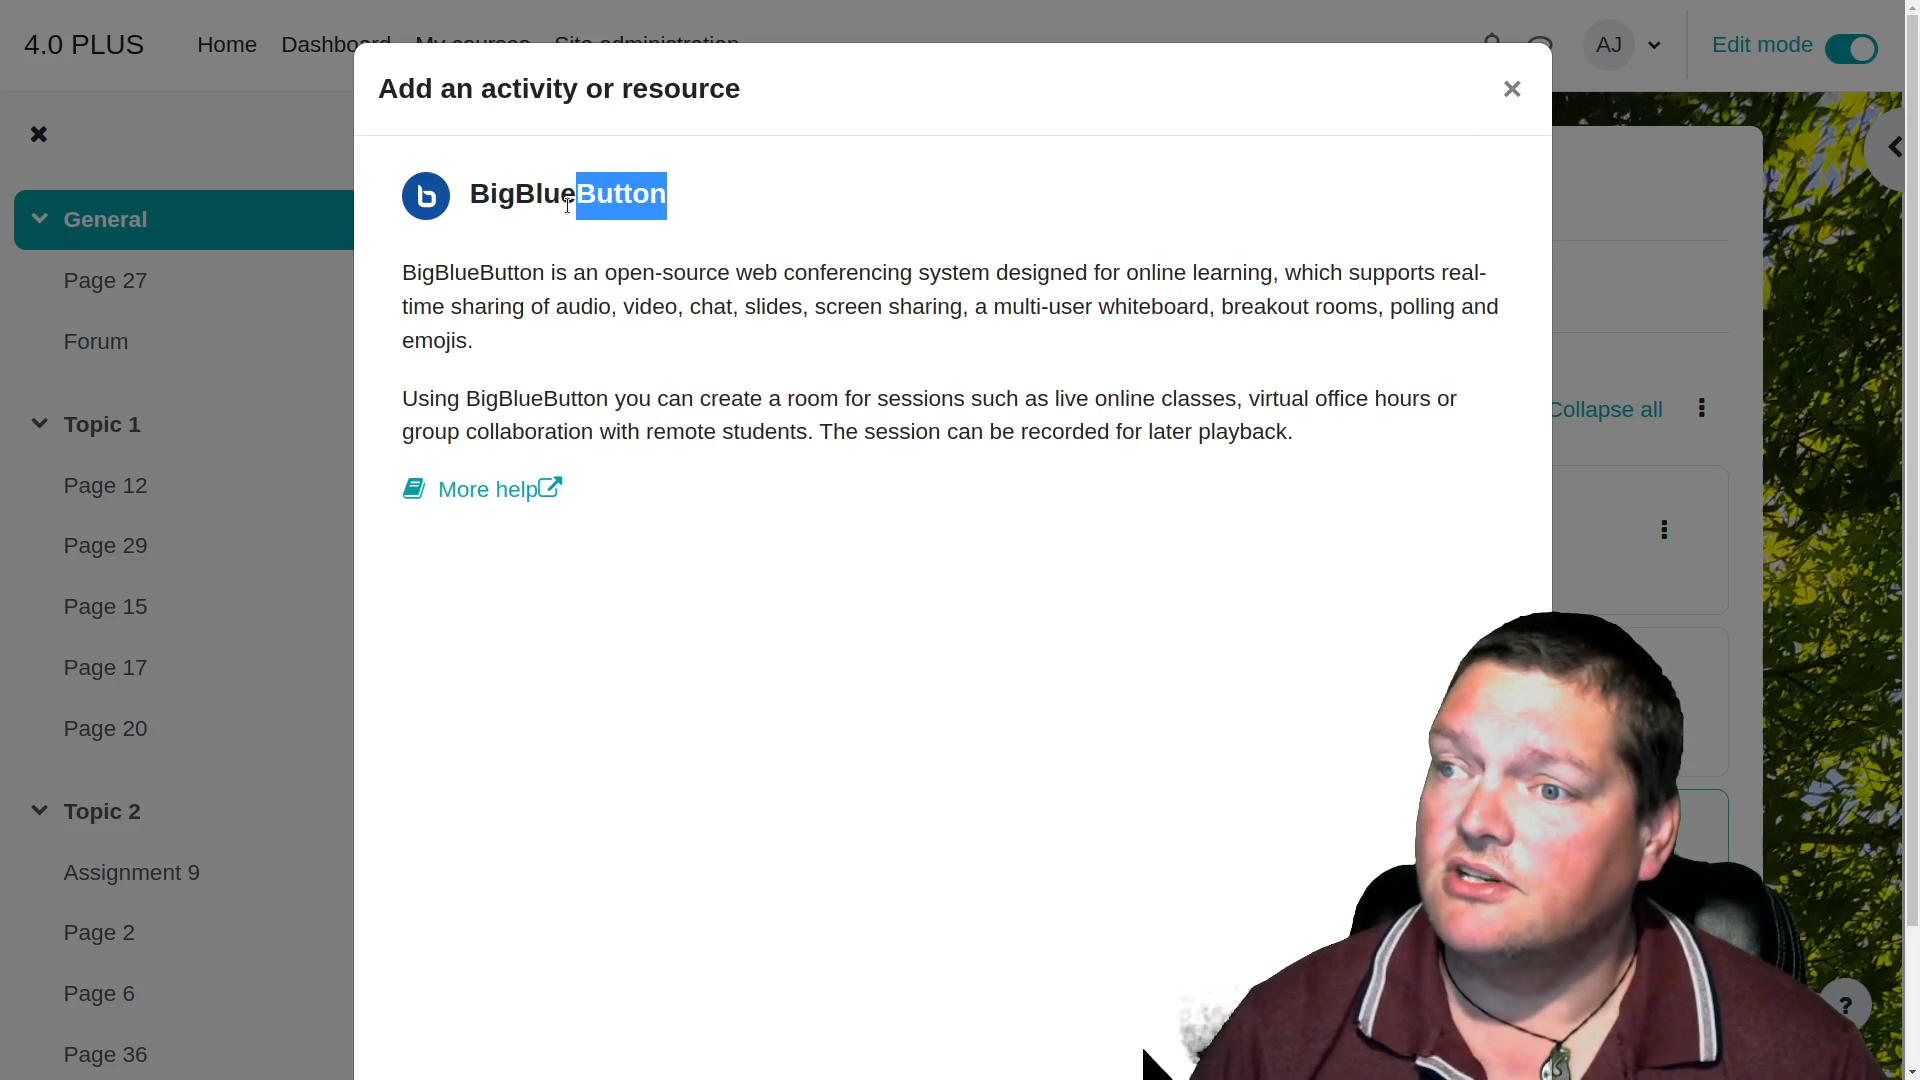 4.0 PLUS
Home
Dashboard
My courses
Site administration
AJ
Edit mode
Add an activity or resource
×
General
Page 27
Forum
Topic 1
Page 12
Page 29
Page 15
Page 17
Page 20
Topic 2
Assignment 9
Page 2
Page 6
Page 36
BigBlueButton
BigBlueButton is an open-source web conferencing system designed for online learning, which supports real-
time sharing of audio, video, chat, slides, screen sharing, a multi-user whiteboard, breakout rooms, polling and
emojis.
Using BigBlueButton you can create a room for sessions such as live online classes, virtual office hours or
group collaboration with remote students. The session can be recorded for later playback.
More help
Collapse all
?